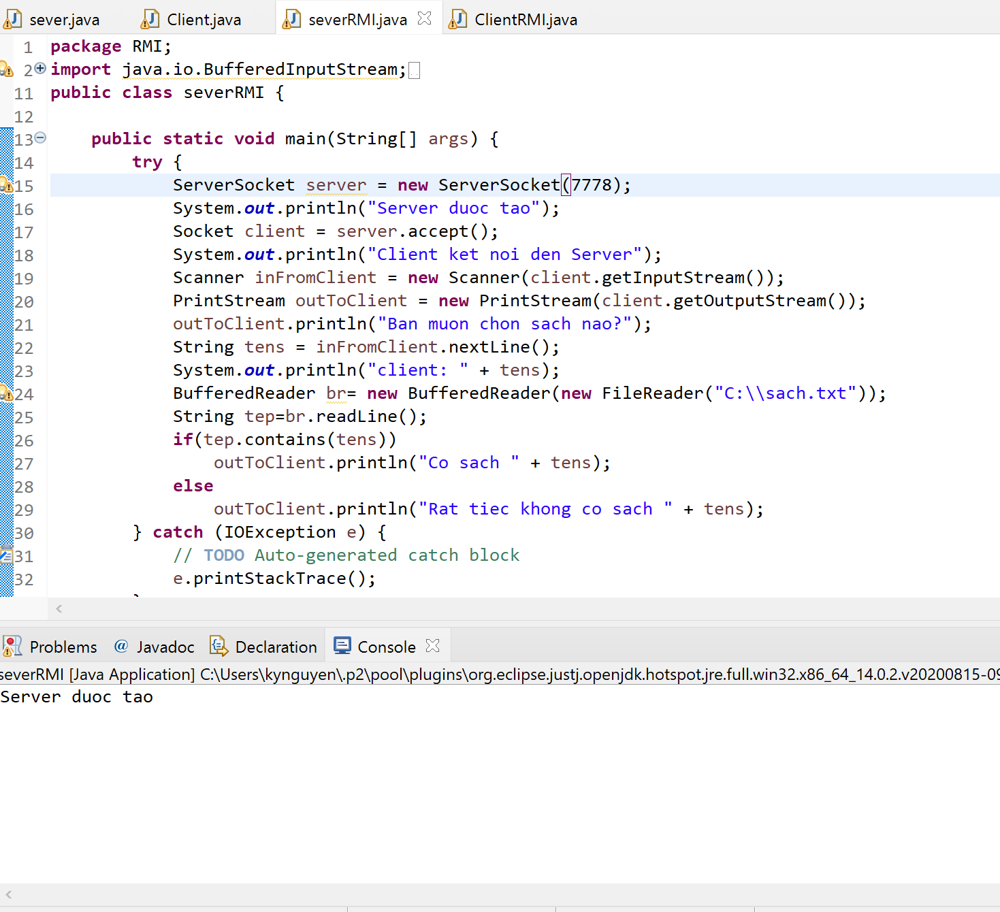 sever.java Client.java severRMI.java ClientRMI.java
1 package RMI;
2 import java.io.BufferedInputStream;
11 public class severRMI {
12
13 public static void main(String[] args) {
14 try {
15 ServerSocket server = new ServerSocket(7778);
16 System.out.println("Server duoc tao");
17 Socket client = server.accept();
18 System.out.println("Client ket noi den Server");
19 Scanner inFromClient = new Scanner(client.getInputStream());
20 PrintStream outToClient = new PrintStream(client.getOutputStream());
21 outToClient.println("Ban muon chon sach nao?");
22 String tens = inFromClient.nextLine();
23 System.out.println("client: " + tens);
24 BufferedReader br= new BufferedReader(new FileReader("C:\\sach.txt"));
25 String tep=br.readLine();
26 if(tep.contains(tens))
27 outToClient.println("Co sach " + tens);
28 else
29 outToClient.println("Rat tiec khong co sach " + tens);
30 } catch (IOException e) {
31 // TODO Auto-generated catch block
32 e.printStackTrace();
Problems @ Javadoc Declaration Console
severRMI [Java Application] C:\Users\kynguyen\.p2\pool\plugins\org.eclipse.justj.openjdk.hotspot.jre.full.win32.x86_64_14.0.2.v20200815-09
Server duoc tao